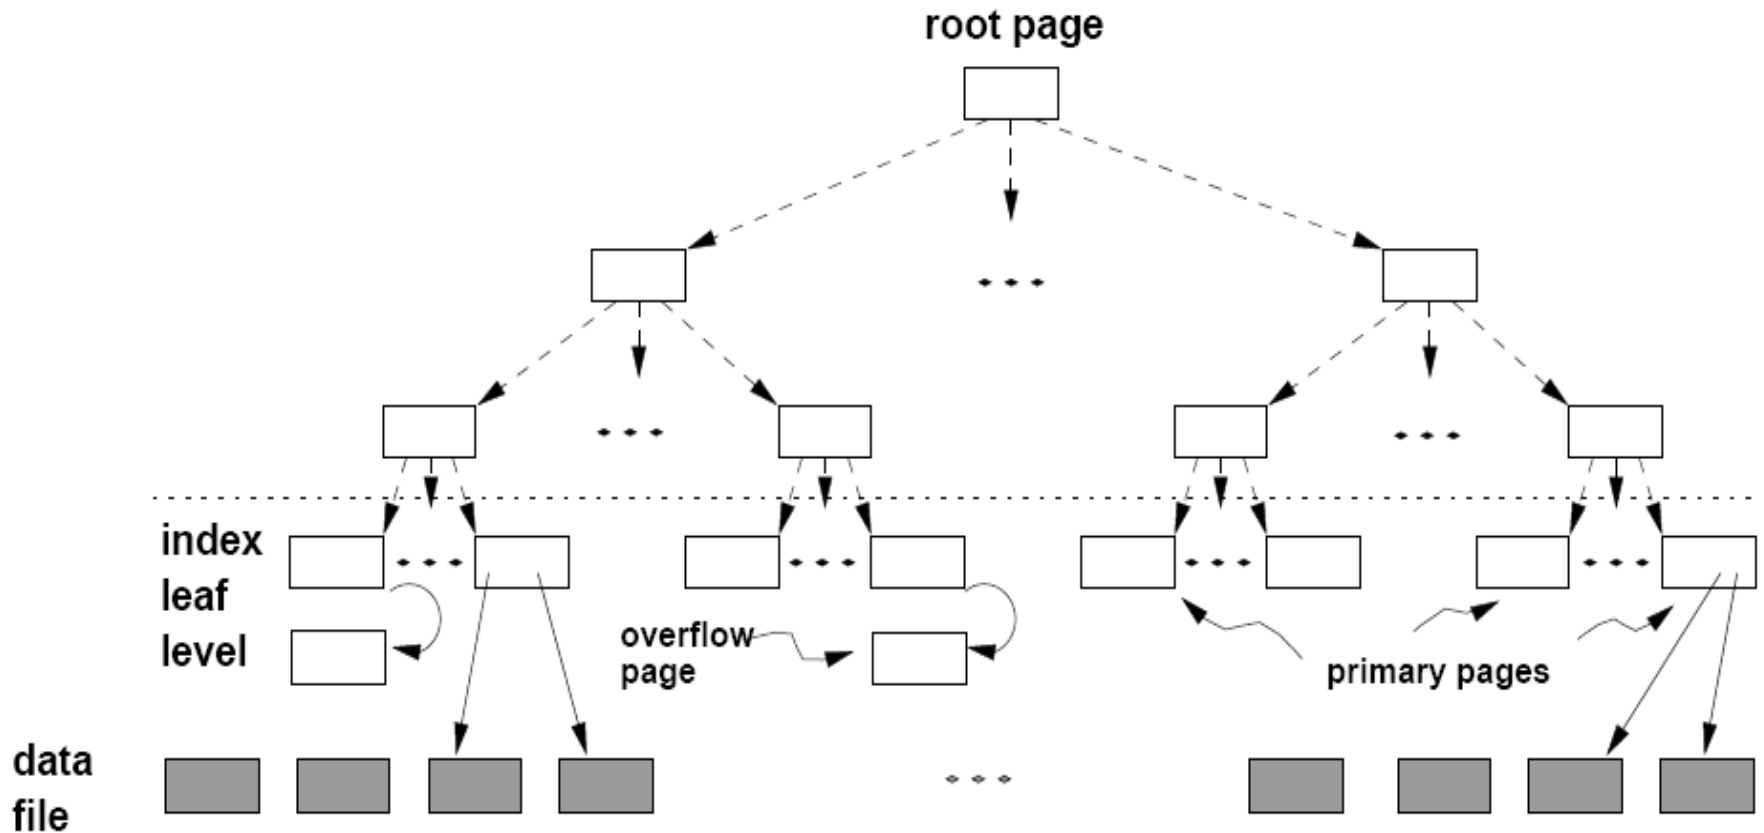 root page
index
leaf
level
overflow
page
primary pages
data
file